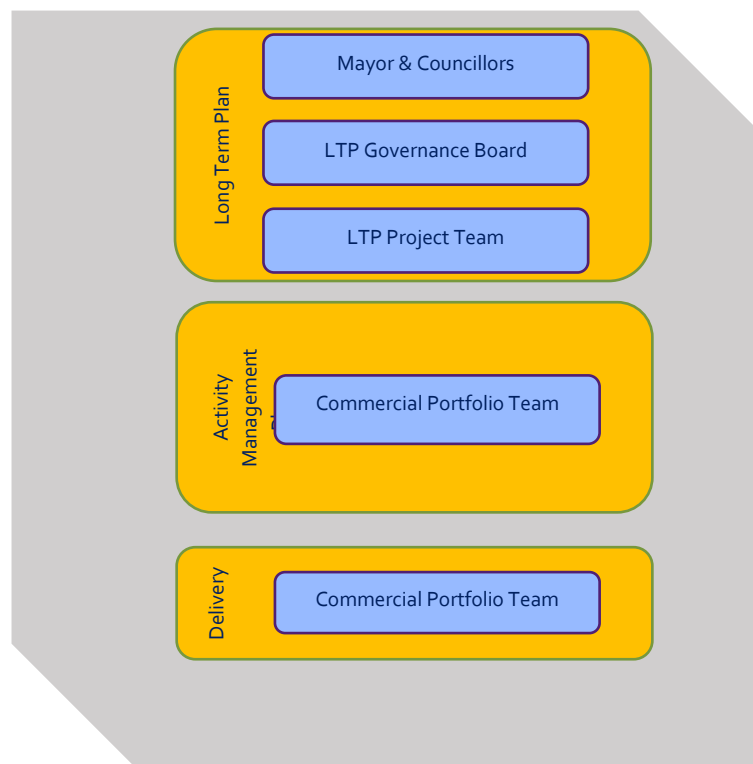 Long Term Plan
Mayor & Councillors
LTP Governance Board
LTP Project Team
Activity
Management
Commercial Portfolio Team
Delivery
Commercial Portfolio Team